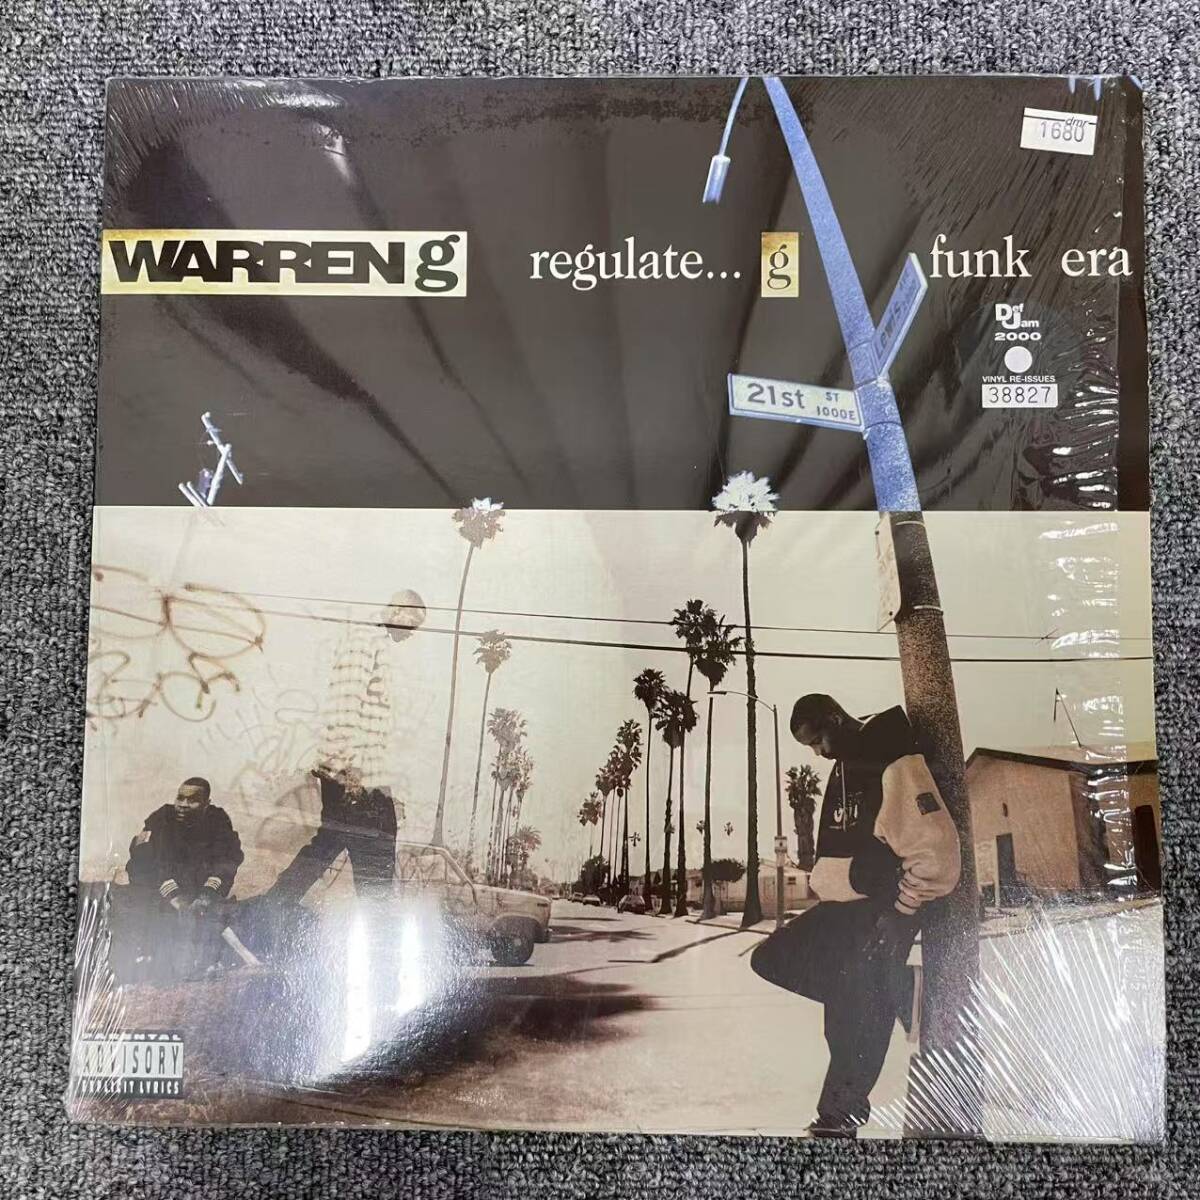 dmr
1680
WARREN g regulate... g funk era
Def
Jam
2000
VINYL RE-ISSUES
38827
LEWIS
21st ST
1000E
PARENTAL
ADVISORY
EXPLICIT LYRICS